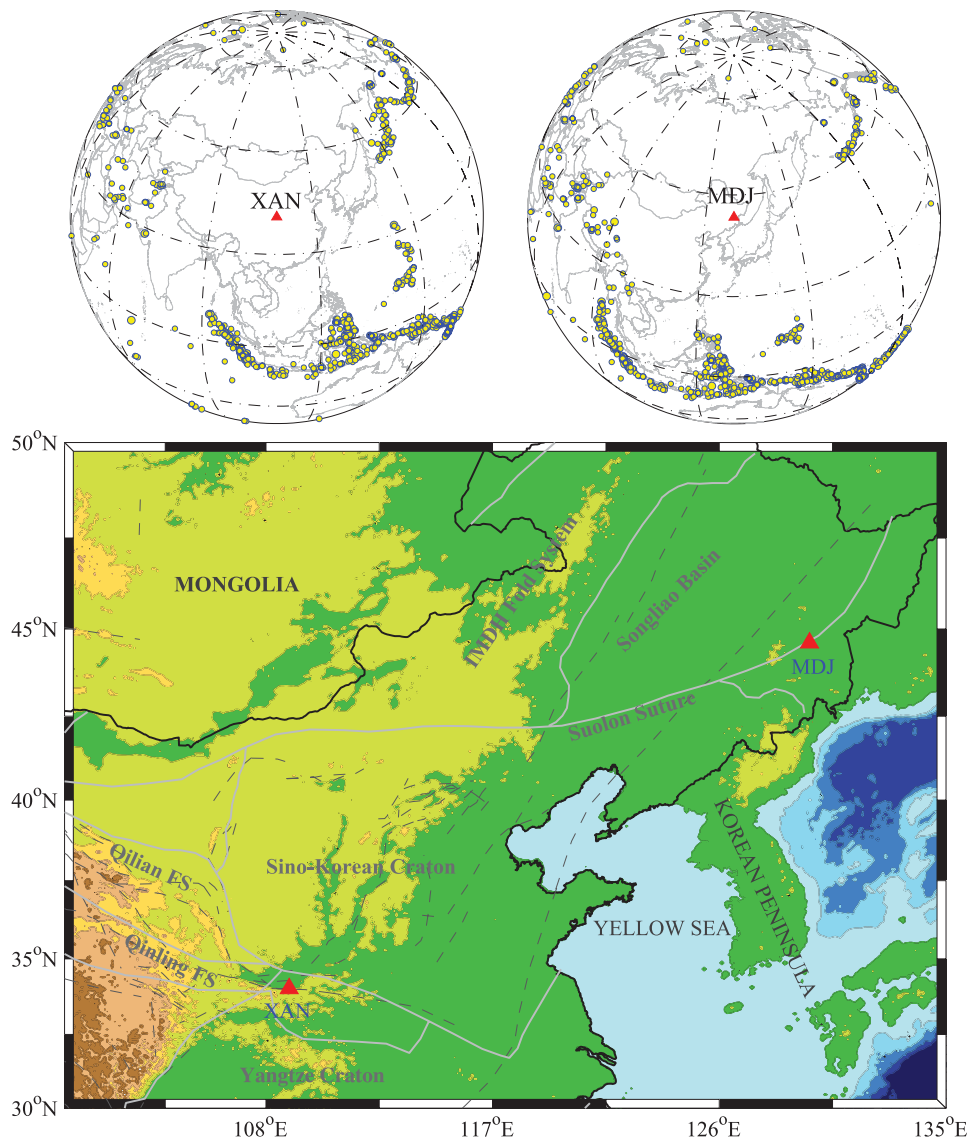 XAN
MDJ
50°N
MONGOLIA
IMDH Fold System
Songliao Basin
45°N
MDJ
Suolon Suture
40°N
KOREAN PENINSULA
Qilian FS
Sino-Korean Craton
YELLOW SEA
Qinling FS
35°N
XAN
Yangtze Craton
30°N
108°E
117°E
126°E
135°E